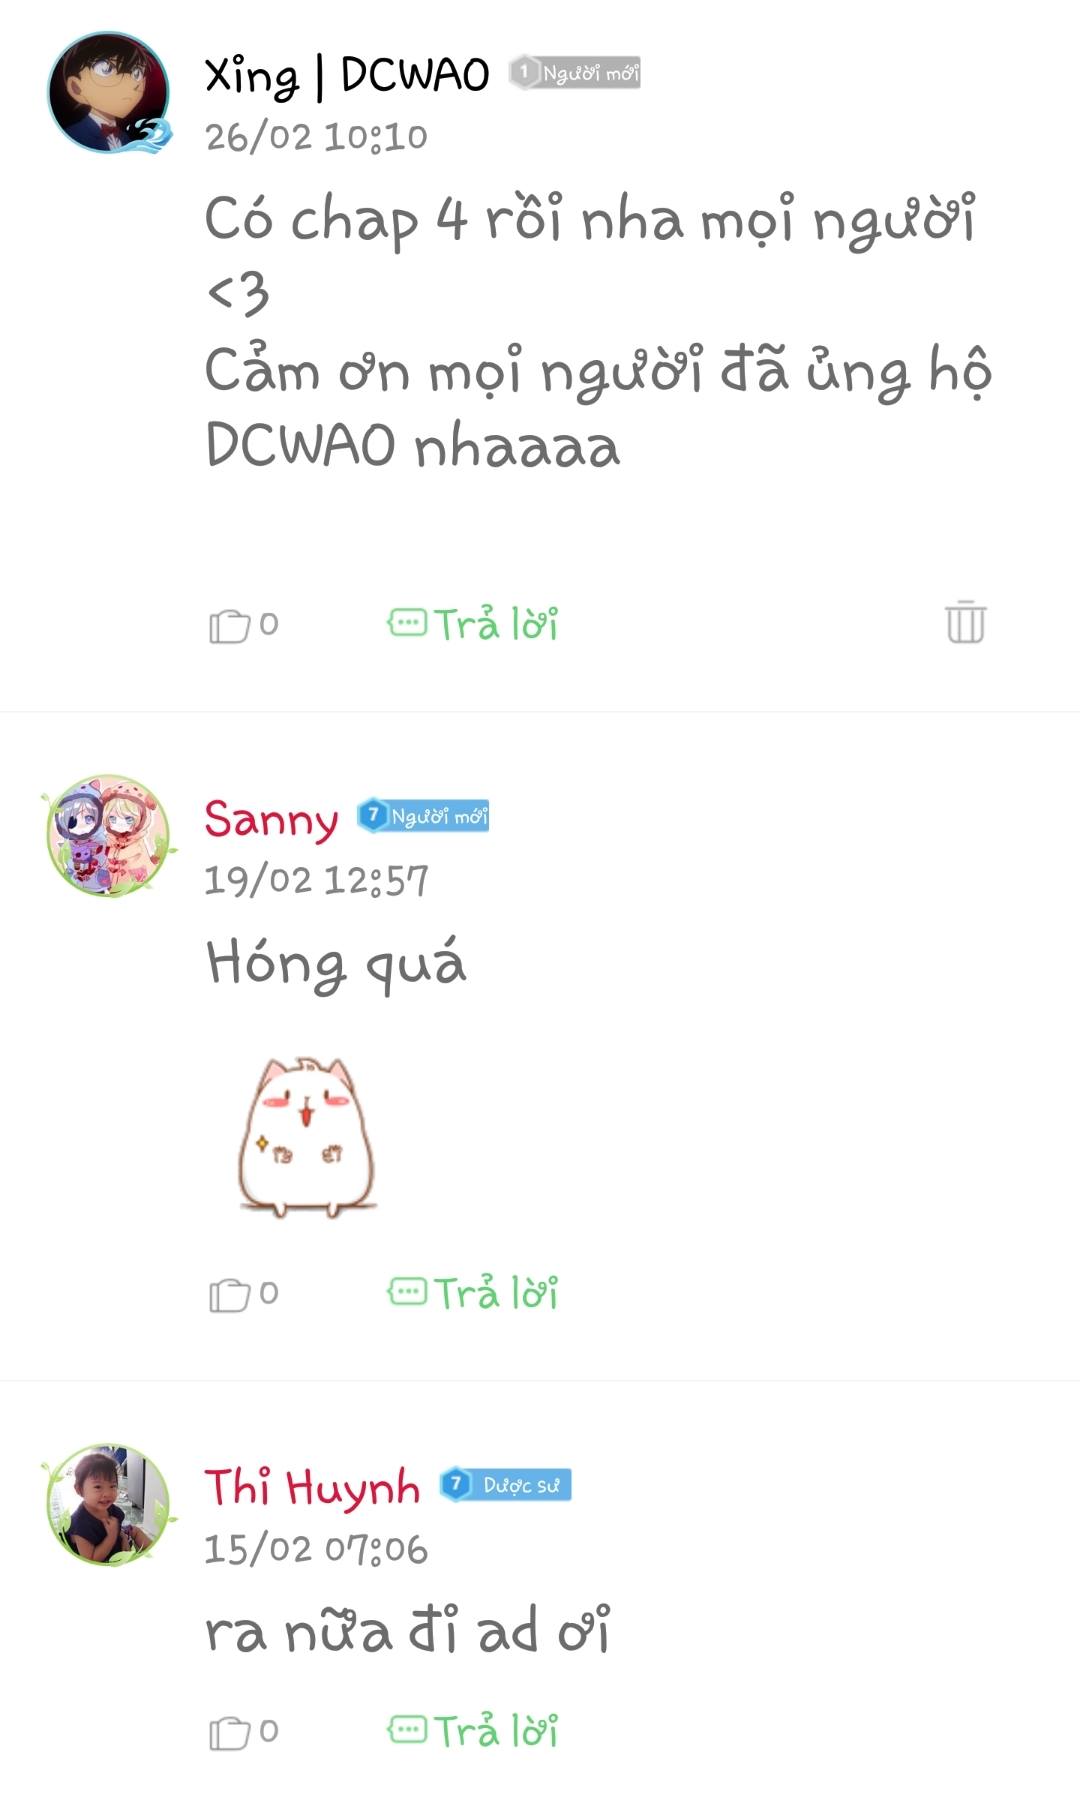 Xing | DCWAO 1 Người mới
26/02 10:10
Có chap 4 rồi nha mọi người
<3
Cảm ơn mọi người đã ủng hộ
DCWAO nhaaaa
0 Trả lời
Sanny 7 Người mới
19/02 12:57
Hóng quá
0 Trả lời
Thi Huynh 7 Dược sư
15/02 07:06
ra nữa đi ad ơi
0 Trả lời